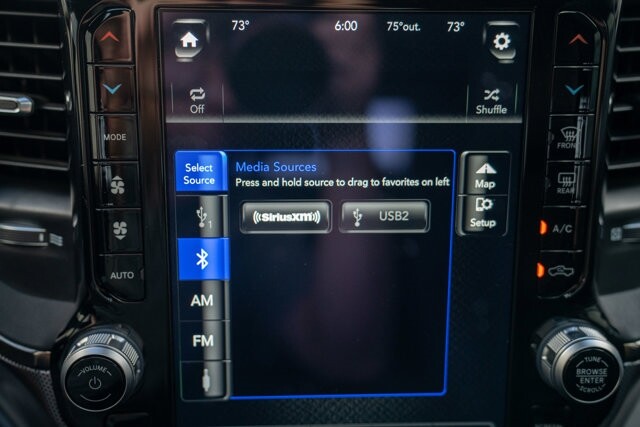 73°
6:00
75°out.
73°
Off
Shuffle
MODE
FRONT
REAR
Select
Source
Media Sources
Press and hold source to drag to favorites on left
Map
1
((SiriusXM))
USB2
Setup
A/C
AUTO
AM
FM
VOLUME
TUNE
BROWSE
ENTER
SCROLL